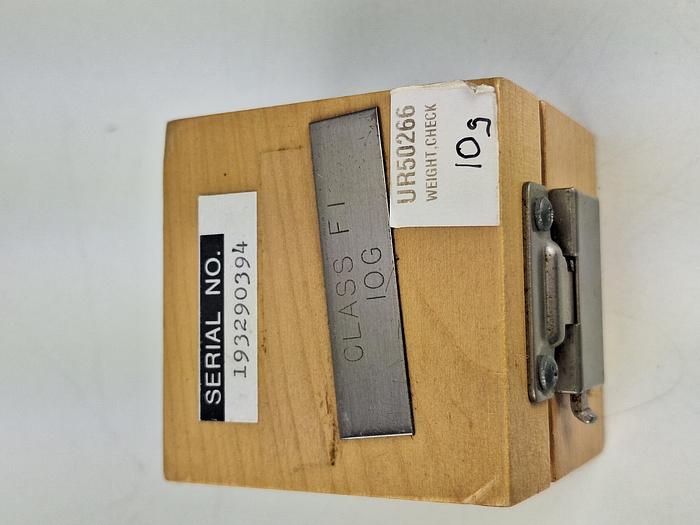 SERIAL NO.
193290394
CLASS F1
10G
UR50266
WEIGHT,CHECK
10g